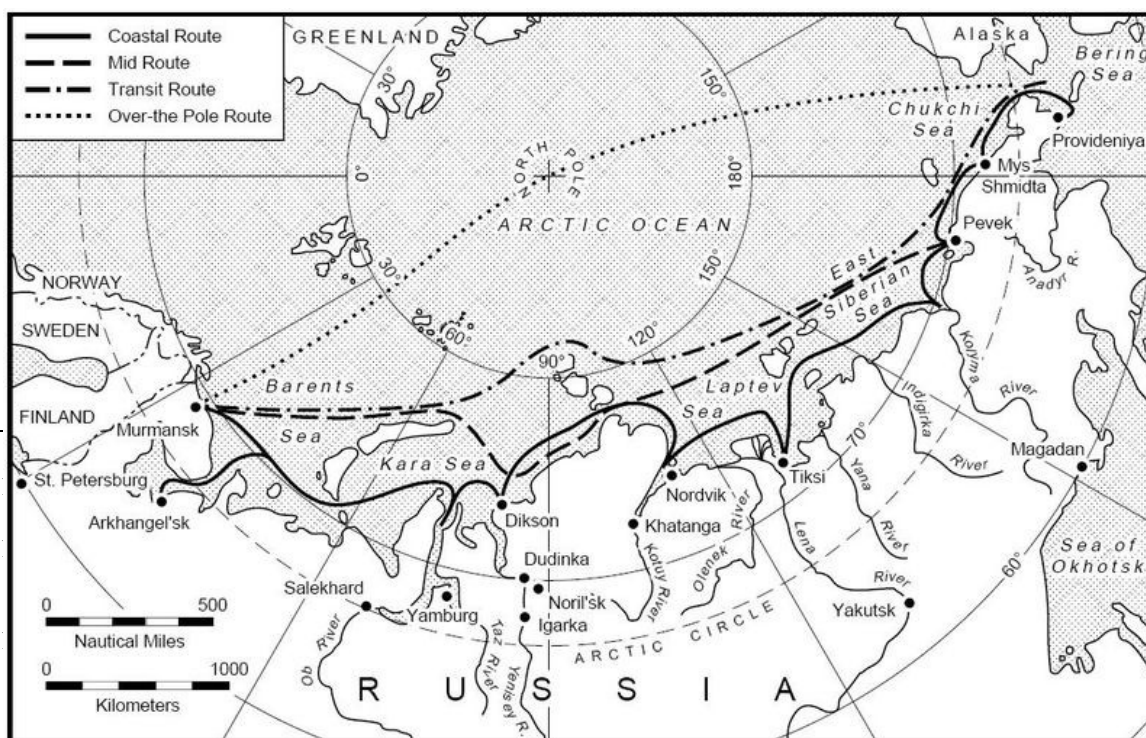 Coastal Route
Mid Route
Transit Route
Over-the Pole Route
GREENLAND
Alaska
Bering
Sea
30°
150°
Chukchi
Sea
Provideniya
NORTH POLE
0°
180°
Mys
Shmidta
ARCTIC OCEAN
Pevek
30°
150°
East
Siberian
Sea
Anadyr R.
NORWAY
SWEDEN
60°
120°
90°
Barents
Sea
Laptev
Sea
Kolyma
River
Indigirka
River
FINLAND
Murmansk
70°
Magadan
Kara Sea
St. Petersburg
Arkhangel'sk
Dikson
Nordvik
Tiksi
Yana
River
Khatanga
Olenek
River
Lena
River
Sea of
Okhotsk
60°
Dudinka
Kotuy River
Salekhard
Noril'sk
Yamburg
Igarka
Yakutsk
0 500
Nautical Miles
ARCTIC CIRCLE
Ob River
Taz
River
Yenisey R.
0 1000
Kilometers
RUSSIA